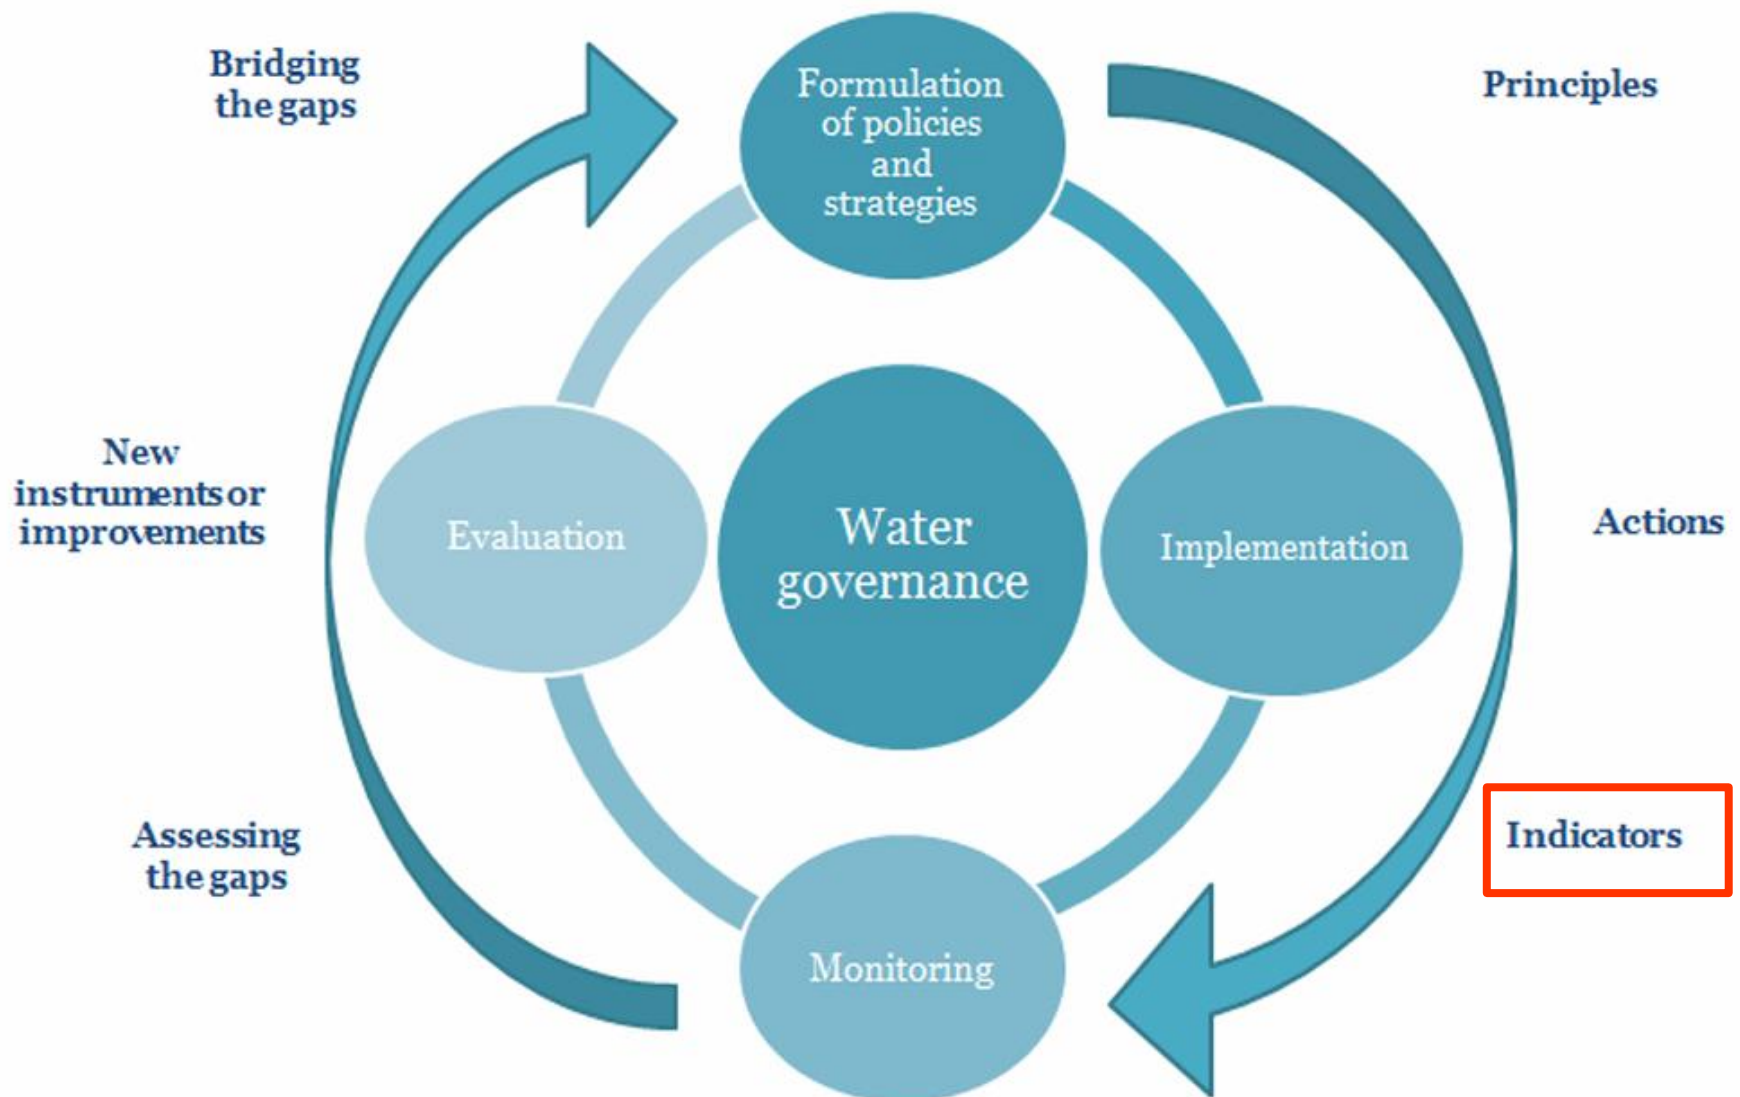 Bridging
the gaps
Formulation
of policies
and
strategies
Principles
New
instruments or
improvements
Evaluation
Water
governance
Implementation
Actions
Assessing
the gaps
Monitoring
Indicators